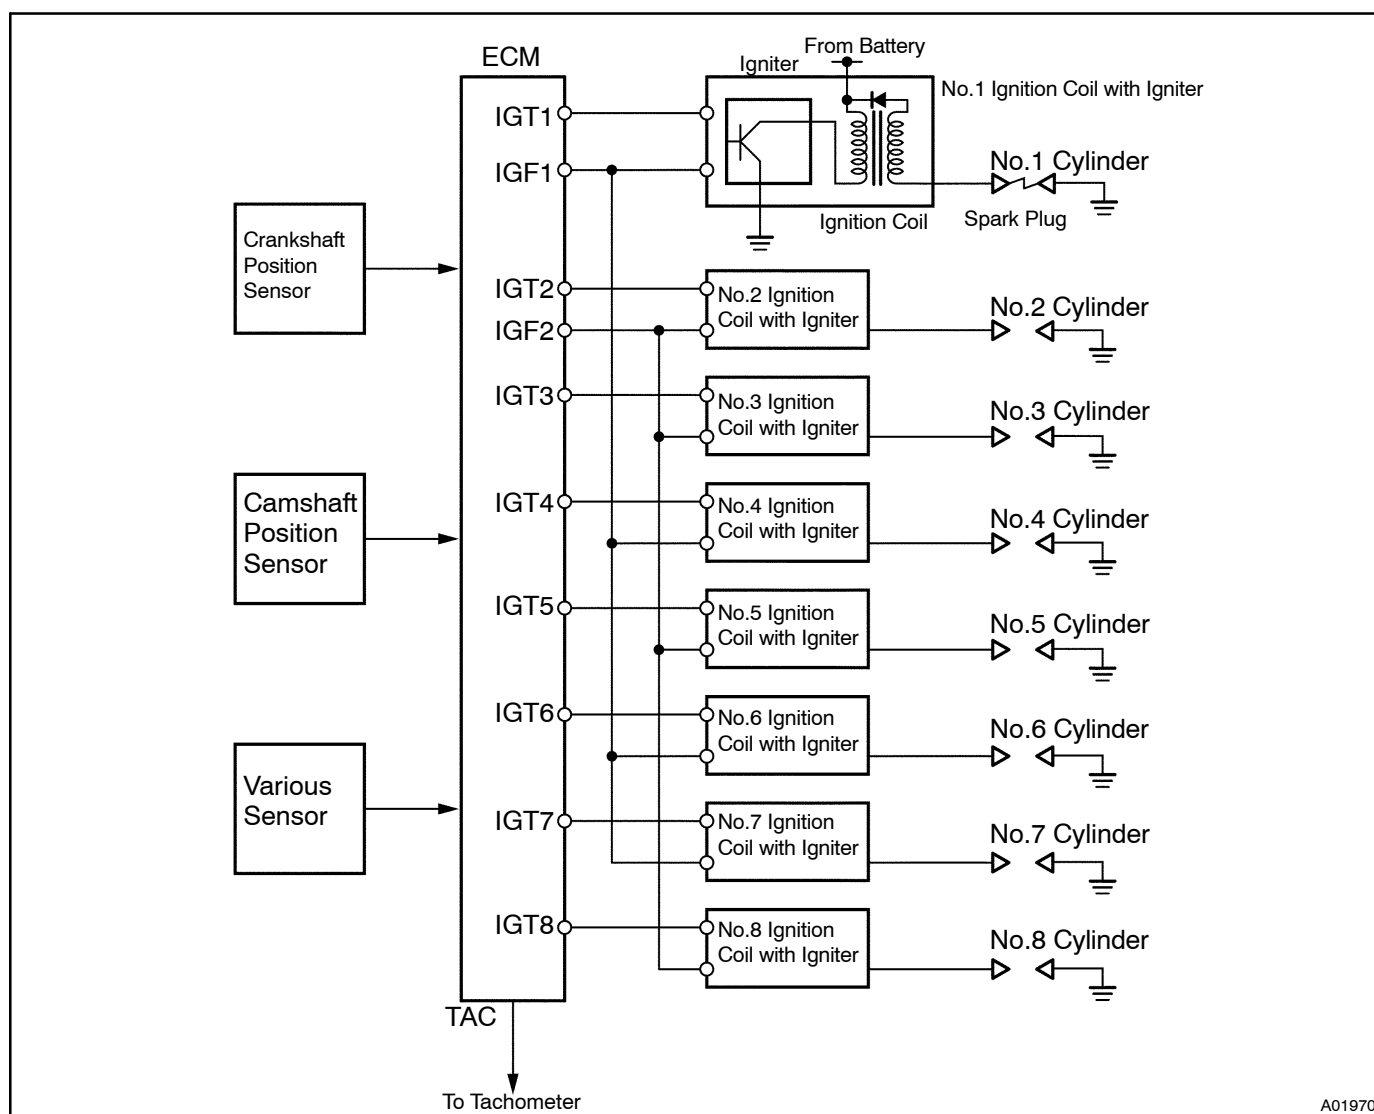 ECM
From Battery
Igniter
No.1 Ignition Coil with Igniter
IGT1
IGF1
No.1 Cylinder
Ignition Coil
Spark Plug
Crankshaft
Position
Sensor
IGT2
No.2 Ignition
Coil with Igniter
No.2 Cylinder
IGF2
IGT3
No.3 Ignition
Coil with Igniter
No.3 Cylinder
Camshaft
Position
Sensor
IGT4
No.4 Ignition
Coil with Igniter
No.4 Cylinder
IGT5
No.5 Ignition
Coil with Igniter
No.5 Cylinder
IGT6
No.6 Ignition
Coil with Igniter
No.6 Cylinder
Various
Sensor
IGT7
No.7 Ignition
Coil with Igniter
No.7 Cylinder
IGT8
No.8 Ignition
Coil with Igniter
No.8 Cylinder
TAC
To Tachometer
A01970